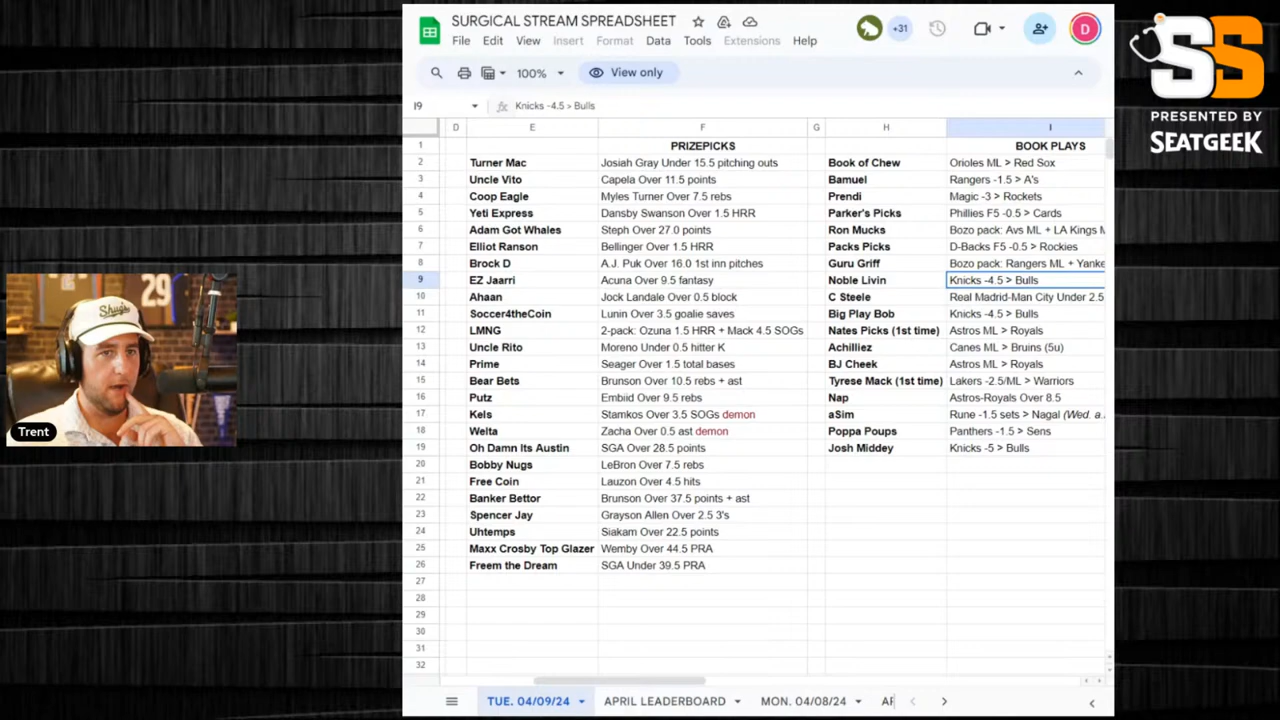 SURGICAL STREAM SPREADSHEET
+31
D
File Edit View Insert Format Data Tools Extensions Help
100% View only
I9 fx Knicks -4.5 > Bulls
D E F G H I
1 PRIZEPICKS BOOK PLAYS
2 Turner Mac Josiah Gray Under 15.5 pitching outs Book of Chew Orioles ML > Red Sox
3 Uncle Vito Capela Over 11.5 points Bamuel Rangers -1.5 > A's
4 Coop Eagle Myles Turner Over 7.5 rebs Prendi Magic -3 > Rockets
5 Yeti Express Dansby Swanson Over 1.5 HRR Parker's Picks Phillies F5 -0.5 > Cards
6 Adam Got Whales Steph Over 27.0 points Ron Mucks Bozo pack: Avs ML + LA Kings M
7 Elliot Ranson Bellinger Over 1.5 HRR Packs Picks D-Backs F5 -0.5 > Rockies
8 Brock D A.J. Puk Over 16.0 1st inn pitches Guru Griff Bozo pack: Rangers ML + Yanke
9 EZ Jaarri Acuna Over 9.5 fantasy Noble Livin Knicks -4.5 > Bulls
10 Ahaan Jock Landale Over 0.5 block C Steele Real Madrid-Man City Under 2.5
11 Soccer4theCoin Lunin Over 3.5 goalie saves Big Play Bob Knicks -4.5 > Bulls
12 LMNG 2-pack: Ozuna 1.5 HRR + Mack 4.5 SOGs Nates Picks (1st time) Astros ML > Royals
13 Uncle Rito Moreno Under 0.5 hitter K Achilliez Canes ML > Bruins (5u)
14 Prime Seager Over 1.5 total bases BJ Cheek Astros ML > Royals
15 Bear Bets Brunson Over 10.5 rebs + ast Tyrese Mack (1st time) Lakers -2.5/ML > Warriors
16 Putz Embiid Over 9.5 rebs Nap Astros-Royals Over 8.5
17 Kels Stamkos Over 3.5 SOGs demon aSim Rune -1.5 sets > Nagal (Wed. a.
18 Welta Zacha Over 0.5 ast demon Poppa Poups Panthers -1.5 > Sens
19 Oh Damn Its Austin SGA Over 28.5 points Josh Middey Knicks -5 > Bulls
20 Bobby Nugs LeBron Over 7.5 rebs
21 Free Coin Lauzon Over 4.5 hits
22 Banker Bettor Brunson Over 37.5 points + ast
23 Spencer Jay Grayson Allen Over 2.5 3's
24 Uhtemps Siakam Over 22.5 points
25 Maxx Crosby Top Glazer Wemby Over 44.5 PRA
26 Freem the Dream SGA Under 39.5 PRA
27
28
29
30
31
32
TUE. 04/09/24 APRIL LEADERBOARD MON. 04/08/24
SS
PRESENTED BY
SEATGEEK
29
Shugs
Trent